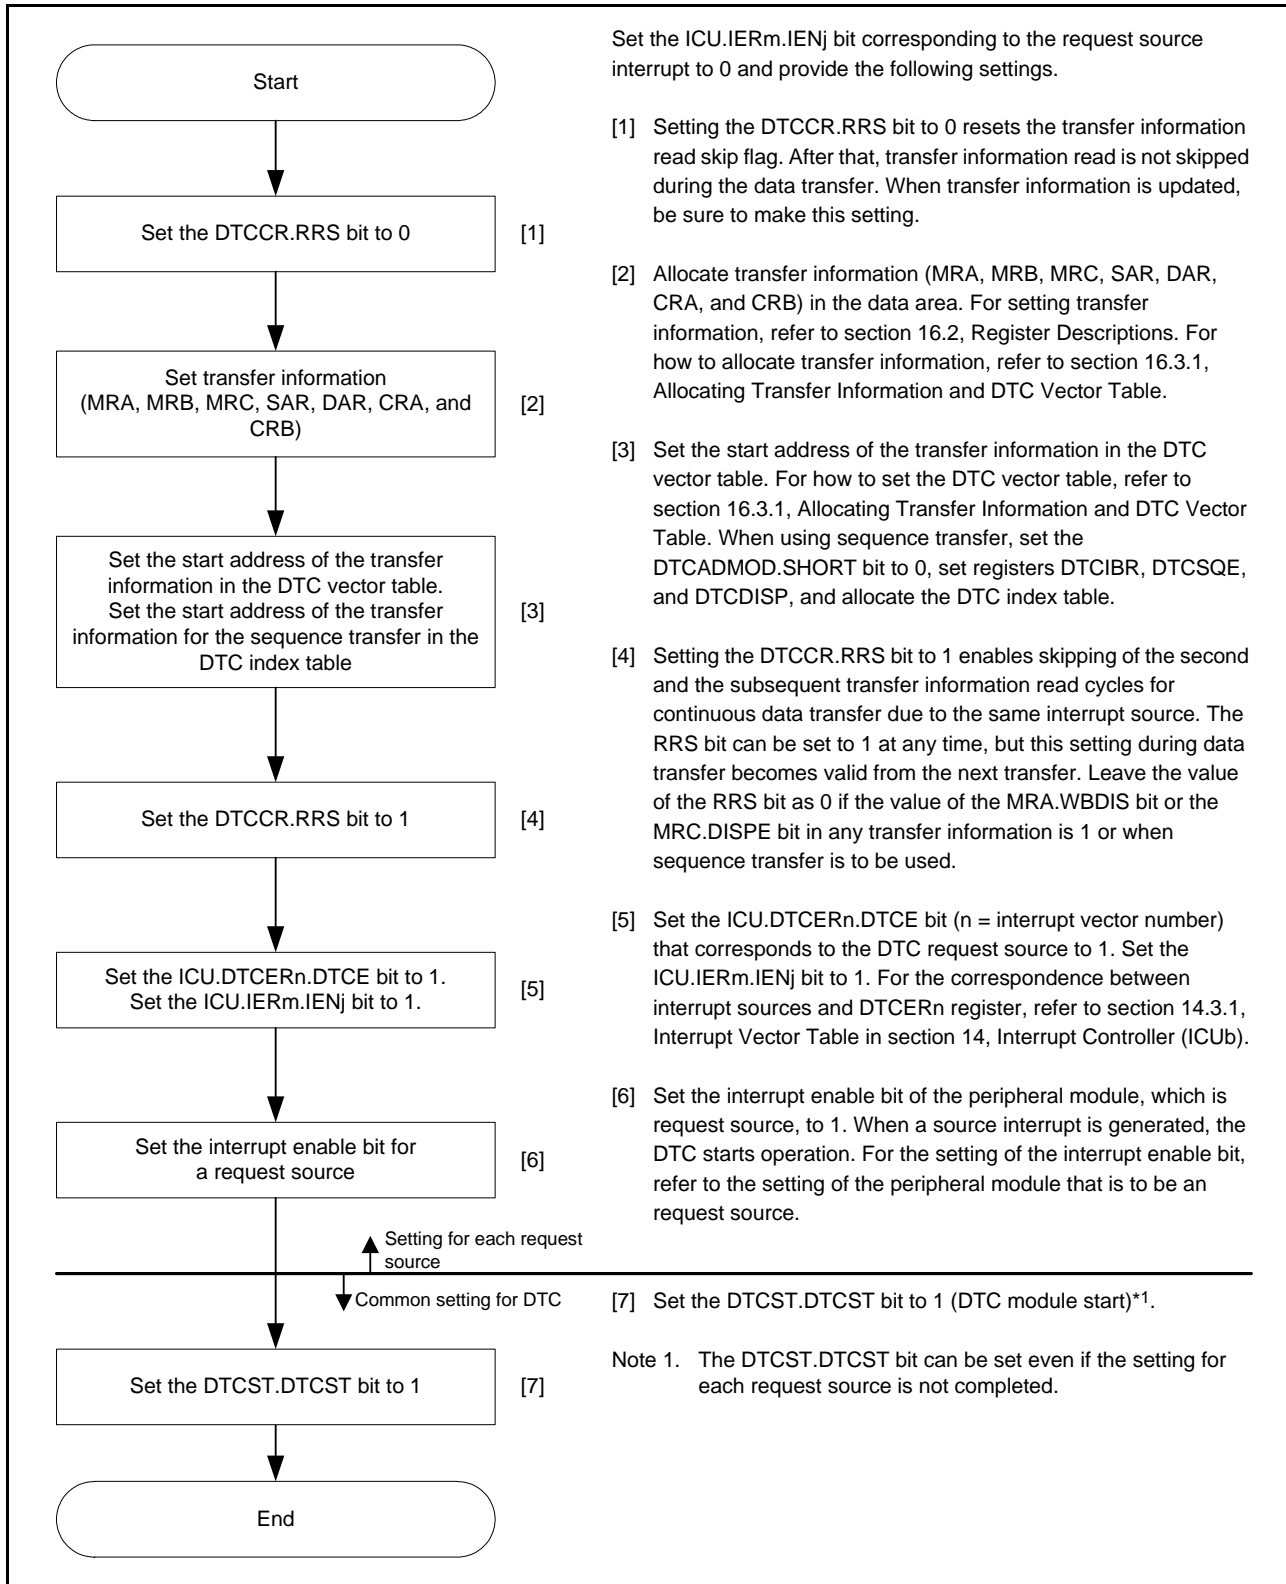 Start
Set the DTCCR.RRS bit to 0
[1]
Set transfer information
(MRA, MRB, MRC, SAR, DAR, CRA, and
CRB)
[2]
Set the start address of the transfer
information in the DTC vector table.
Set the start address of the transfer
information for the sequence transfer in the
DTC index table
[3]
Set the DTCCR.RRS bit to 1
[4]
Set the ICU.DTCERn.DTCE bit to 1.
Set the ICU.IERm.IENj bit to 1.
[5]
Set the interrupt enable bit for
a request source
[6]
Setting for each request
source
Common setting for DTC
Set the DTCST.DTCST bit to 1
[7]
End
Set the ICU.IERm.IENj bit corresponding to the request source
interrupt to 0 and provide the following settings.
[1] Setting the DTCCR.RRS bit to 0 resets the transfer information
read skip flag. After that, transfer information read is not skipped
during the data transfer. When transfer information is updated,
be sure to make this setting.
[2] Allocate transfer information (MRA, MRB, MRC, SAR, DAR,
CRA, and CRB) in the data area. For setting transfer
information, refer to section 16.2, Register Descriptions. For
how to allocate transfer information, refer to section 16.3.1,
Allocating Transfer Information and DTC Vector Table.
[3] Set the start address of the transfer information in the DTC
vector table. For how to set the DTC vector table, refer to
section 16.3.1, Allocating Transfer Information and DTC Vector
Table. When using sequence transfer, set the
DTCADMOD.SHORT bit to 0, set registers DTCIBR, DTCSQE,
and DTCDISP, and allocate the DTC index table.
[4] Setting the DTCCR.RRS bit to 1 enables skipping of the second
and the subsequent transfer information read cycles for
continuous data transfer due to the same interrupt source. The
RRS bit can be set to 1 at any time, but this setting during data
transfer becomes valid from the next transfer. Leave the value
of the RRS bit as 0 if the value of the MRA.WBDIS bit or the
MRC.DISPE bit in any transfer information is 1 or when
sequence transfer is to be used.
[5] Set the ICU.DTCERn.DTCE bit (n = interrupt vector number)
that corresponds to the DTC request source to 1. Set the
ICU.IERm.IENj bit to 1. For the correspondence between
interrupt sources and DTCERn register, refer to section 14.3.1,
Interrupt Vector Table in section 14, Interrupt Controller (ICUb).
[6] Set the interrupt enable bit of the peripheral module, which is
request source, to 1. When a source interrupt is generated, the
DTC starts operation. For the setting of the interrupt enable bit,
refer to the setting of the peripheral module that is to be an
request source.
[7] Set the DTCST.DTCST bit to 1 (DTC module start)*1.
Note 1. The DTCST.DTCST bit can be set even if the setting for
each request source is not completed.